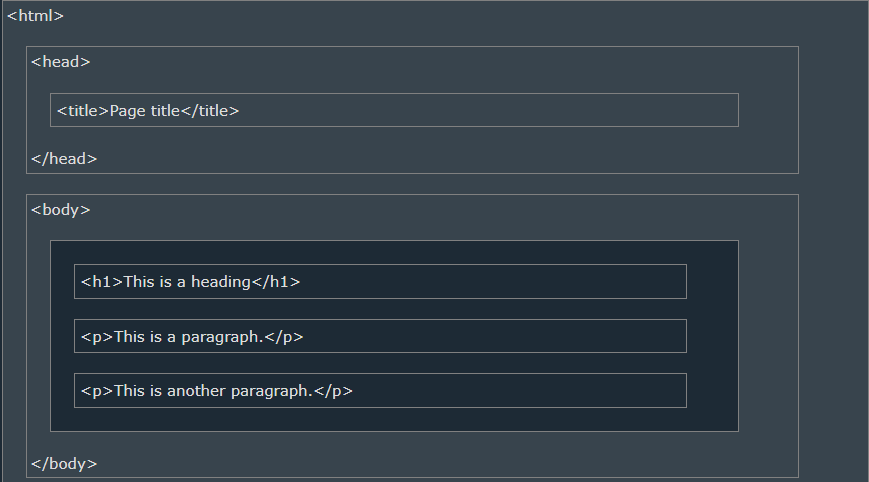 <html>
<head>
<title>Page title</title>
</head>
<body>
<h1>This is a heading</h1>
<p>This is a paragraph.</p>
<p>This is another paragraph.</p>
</body>